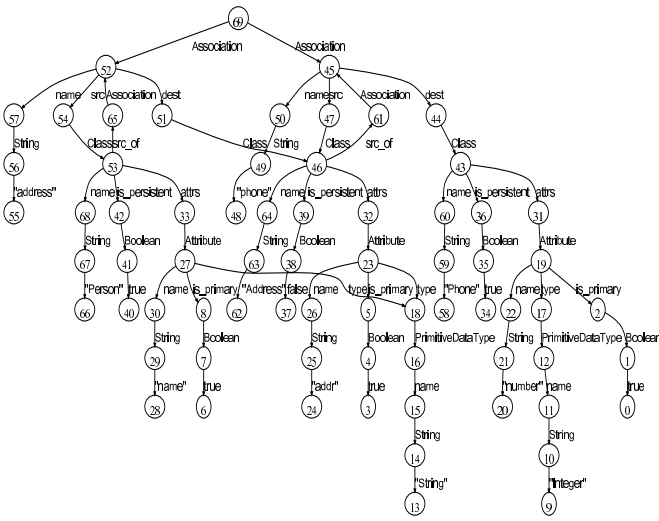 69
Association Association
52 45
name src Association dest name src Association dest
57 54 65 51 50 47 61 44
String Class src_of Class String Class src_of Class
56 53 49 46 43
"address" name is_persistent attrs "phone" name is_persistent attrs name is_persistent attrs
55 68 42 33 48 64 39 32 60 36 31
String Boolean Attribute String Boolean Attribute String Boolean Attribute
67 41 27 63 38 23 59 35 19
"Person" true name is_primary "Address" false name type is_primary type "Phone" true name type is_primary
66 40 30 8 62 37 26 5 18 58 34 22 17 2
String Boolean String Boolean PrimitiveDataType String PrimitiveDataType Boolean
29 7 25 4 16 21 12 1
"name" true "addr" true name "number" name true
28 6 24 3 15 20 11 0
String String
14 10
"String" "Integer"
13 9